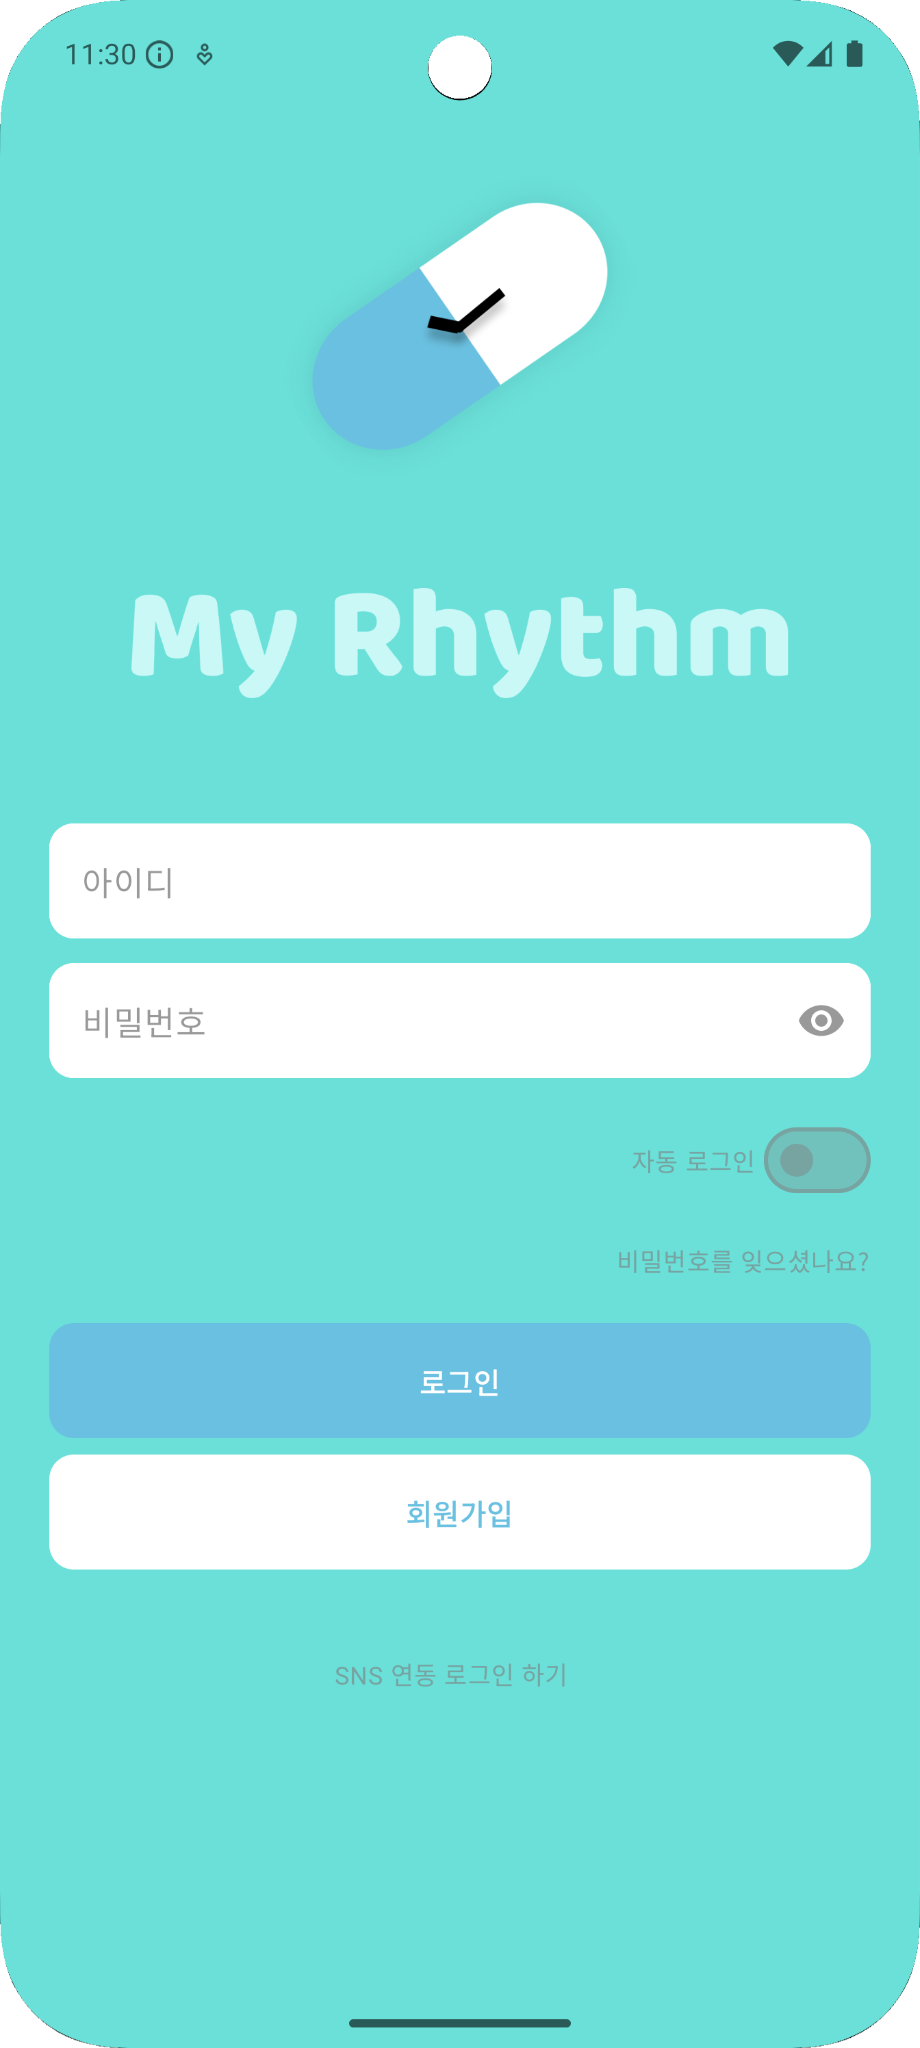 11:30
My Rhythm
아이디
비밀번호
자동 로그인
비밀번호를 잊으셨나요?
로그인
회원가입
SNS 연동 로그인 하기